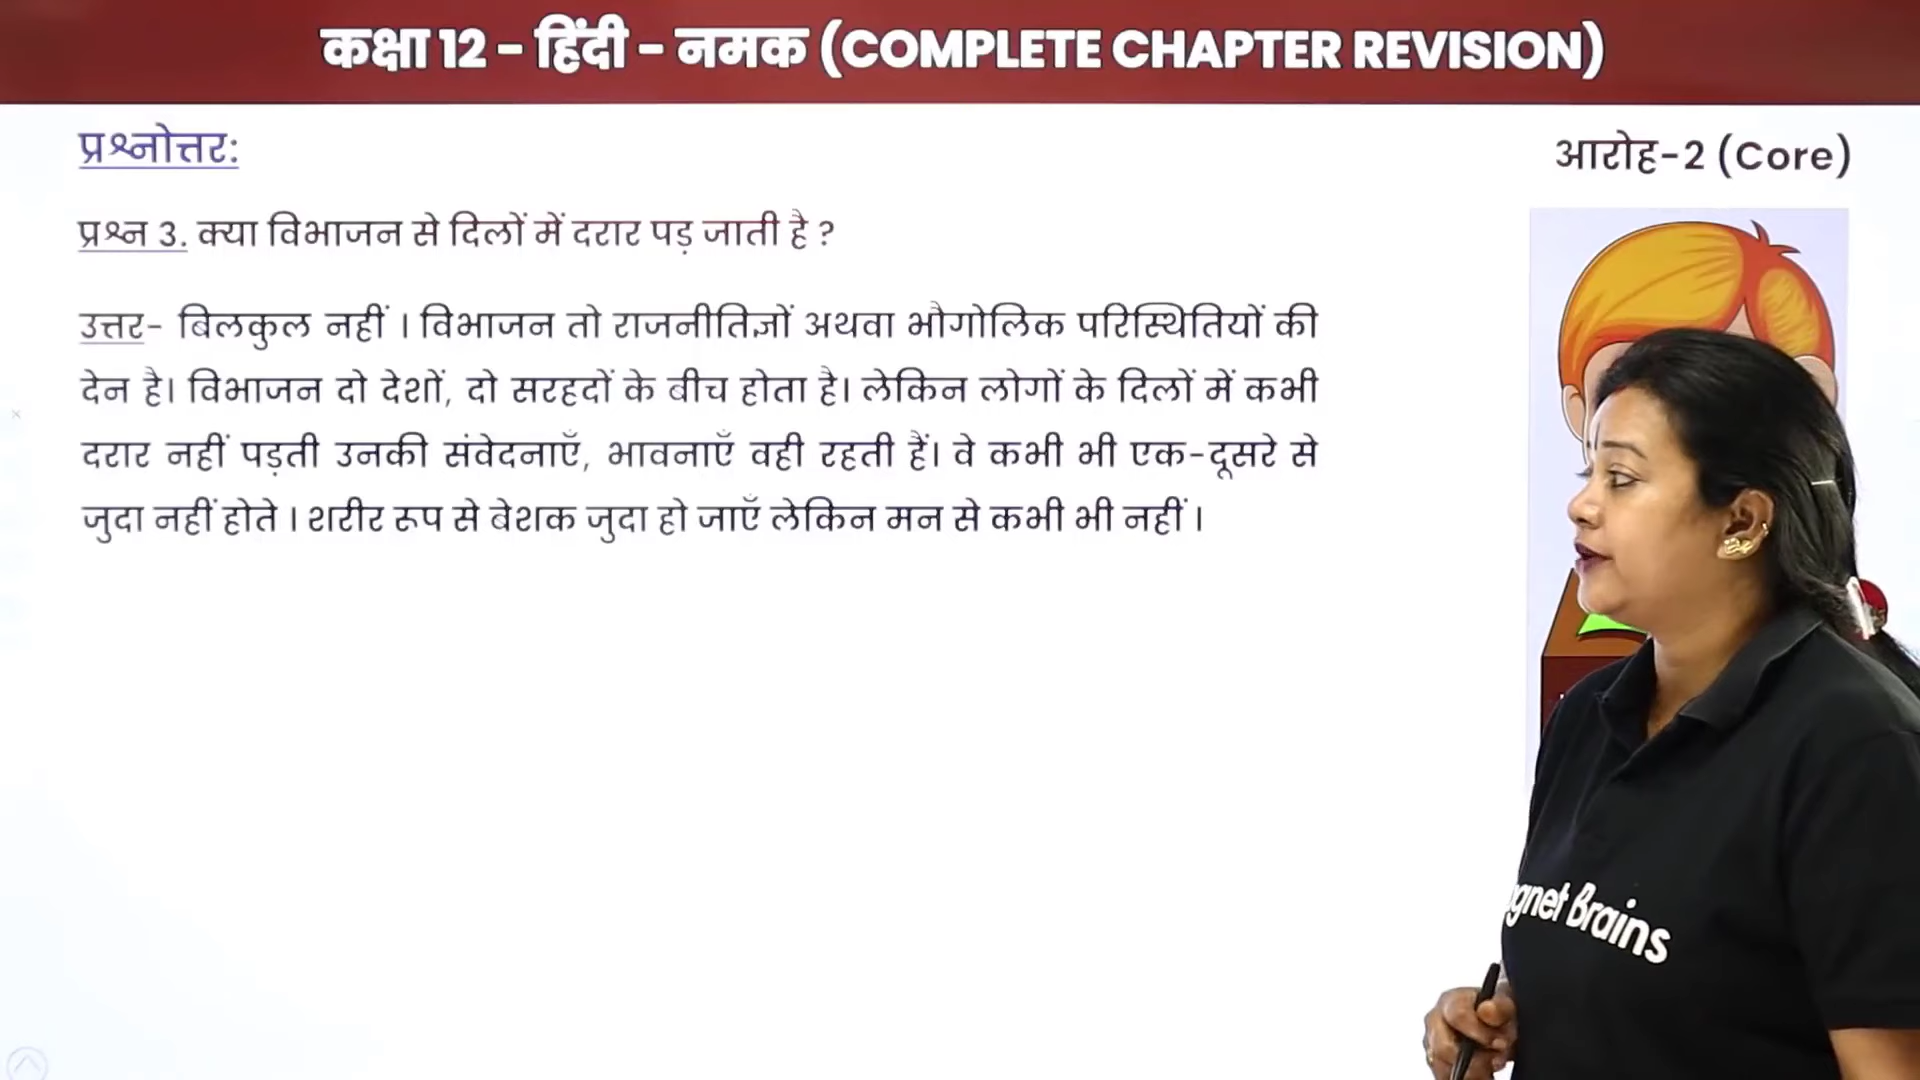 कक्षा 12 - हिंदी - नमक (COMPLETE CHAPTER REVISION)
प्रश्नोत्तर:
आरोह-2 (Core)
प्रश्न 3. क्या विभाजन से दिलों में दरार पड़ जाती है ?
उत्तर- बिलकुल नहीं । विभाजन तो राजनीतिज्ञों अथवा भौगोलिक परिस्थितियों की
देन है। विभाजन दो देशों, दो सरहदों के बीच होता है। लेकिन लोगों के दिलों में कभी
दरार नहीं पड़ती उनकी संवेदनाएँ, भावनाएँ वही रहती हैं। वे कभी भी एक-दूसरे से
जुदा नहीं होते । शरीर रूप से बेशक जुदा हो जाएँ लेकिन मन से कभी भी नहीं ।
Brains